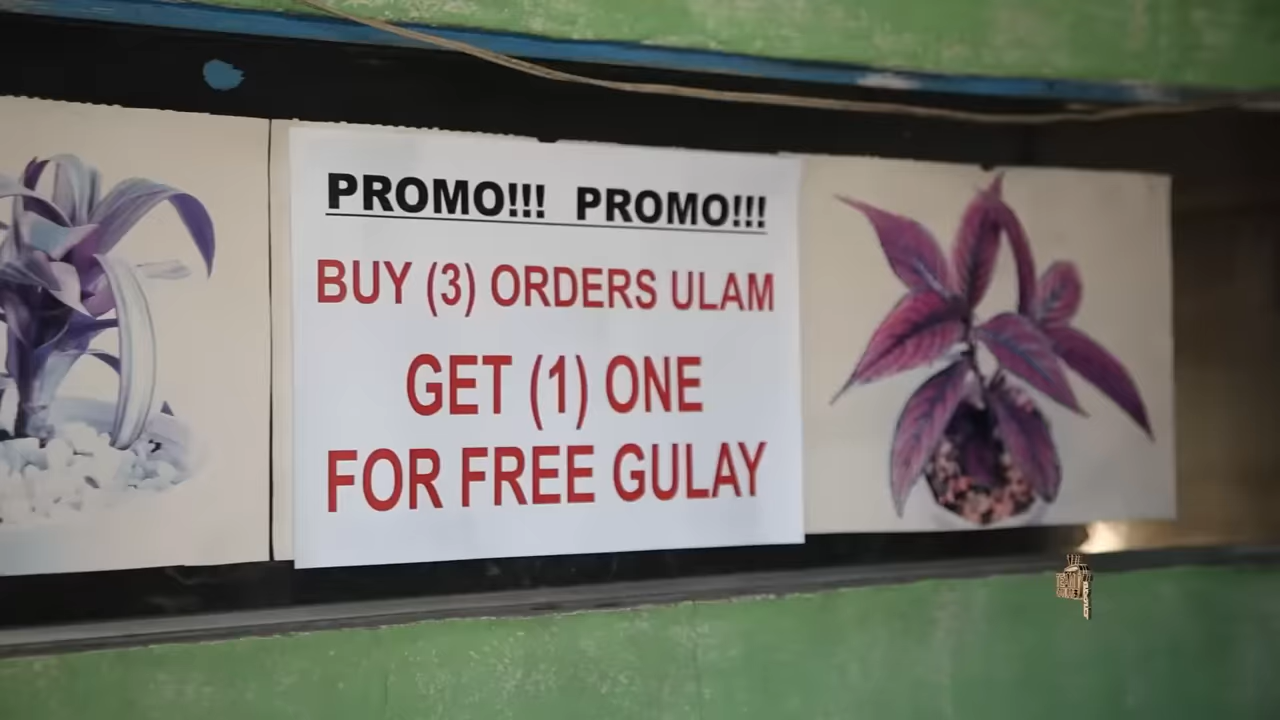 PROMO!!! PROMO!!!
BUY (3) ORDERS ULAM
GET (1) ONE
FOR FREE GULAY